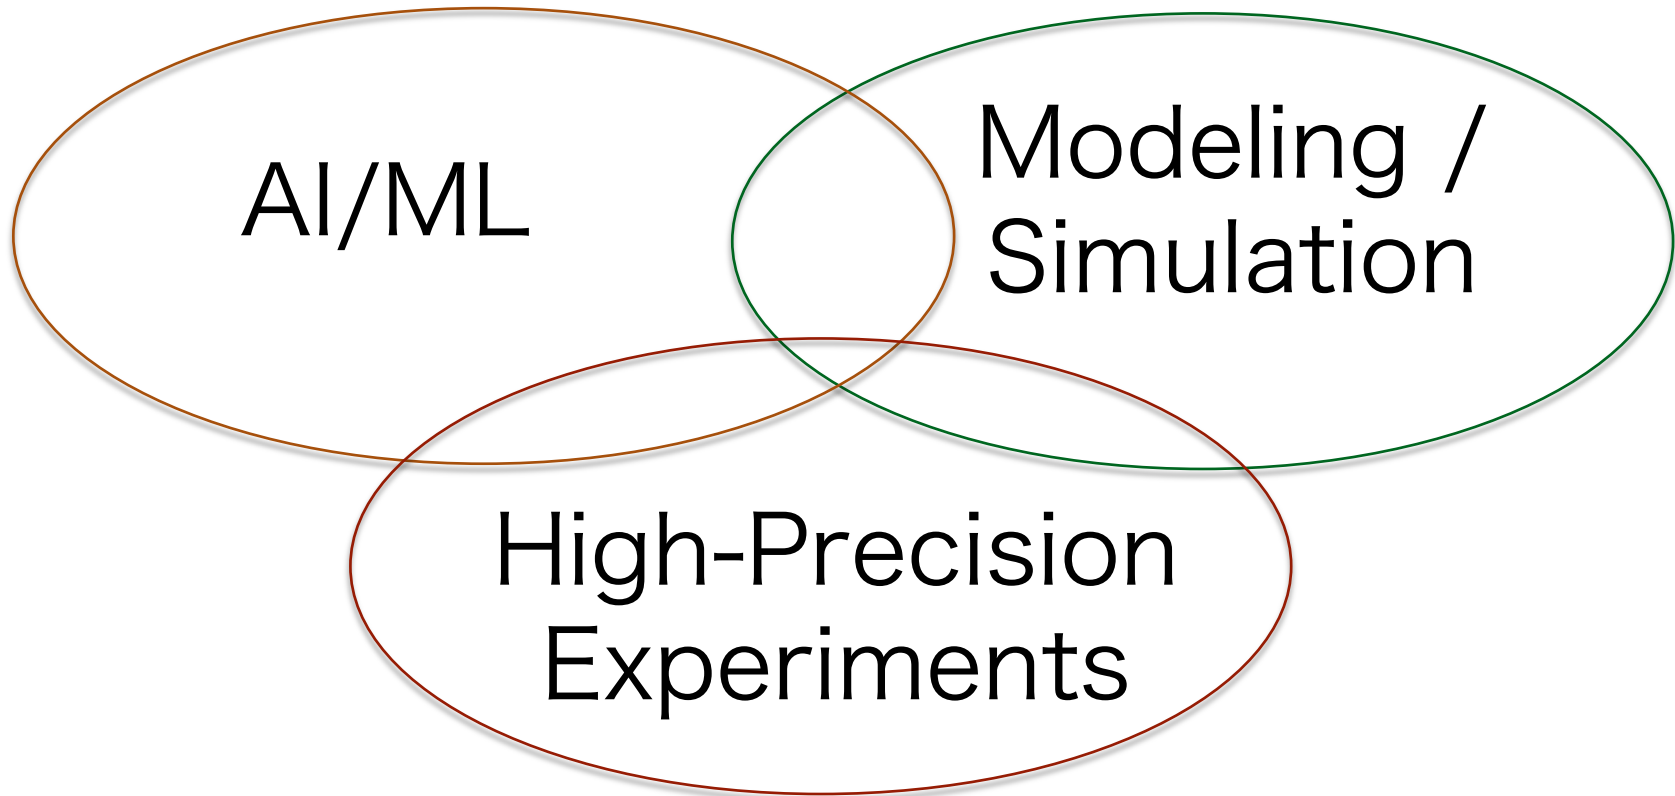 AI/ML
Modeling /
Simulation
High-Precision
Experiments